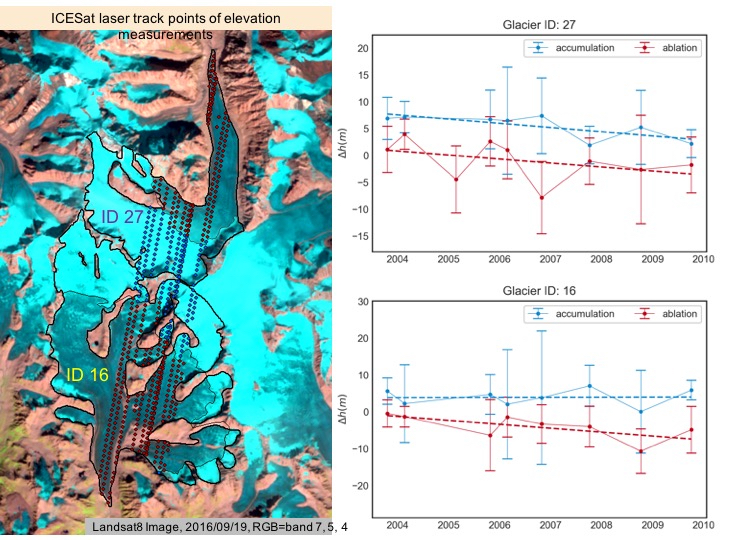 ICESat laser track points of elevation
measurements
ID 27
ID 16
Landsat8 Image, 2016/09/19, RGB=band 7, 5, 4
Glacier ID: 27
accumulation
ablation
Δh(m)
20
15
10
5
0
−5
−10
−15
2004
2005
2006
2007
2008
2009
2010
Glacier ID: 16
accumulation
ablation
Δh(m)
30
20
10
0
−10
−20
2004
2005
2006
2007
2008
2009
2010